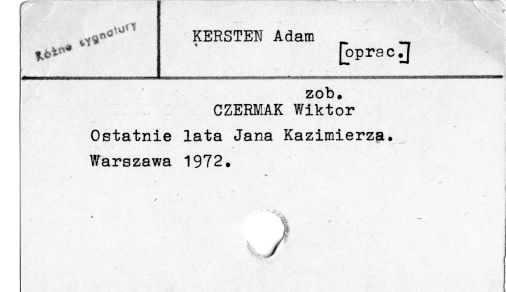 Różne sygnatury
KERSTEN Adam
[oprac.]
zob.
CZERMAK Wiktor
Ostatnie lata Jana Kazimierza.
Warszawa 1972.